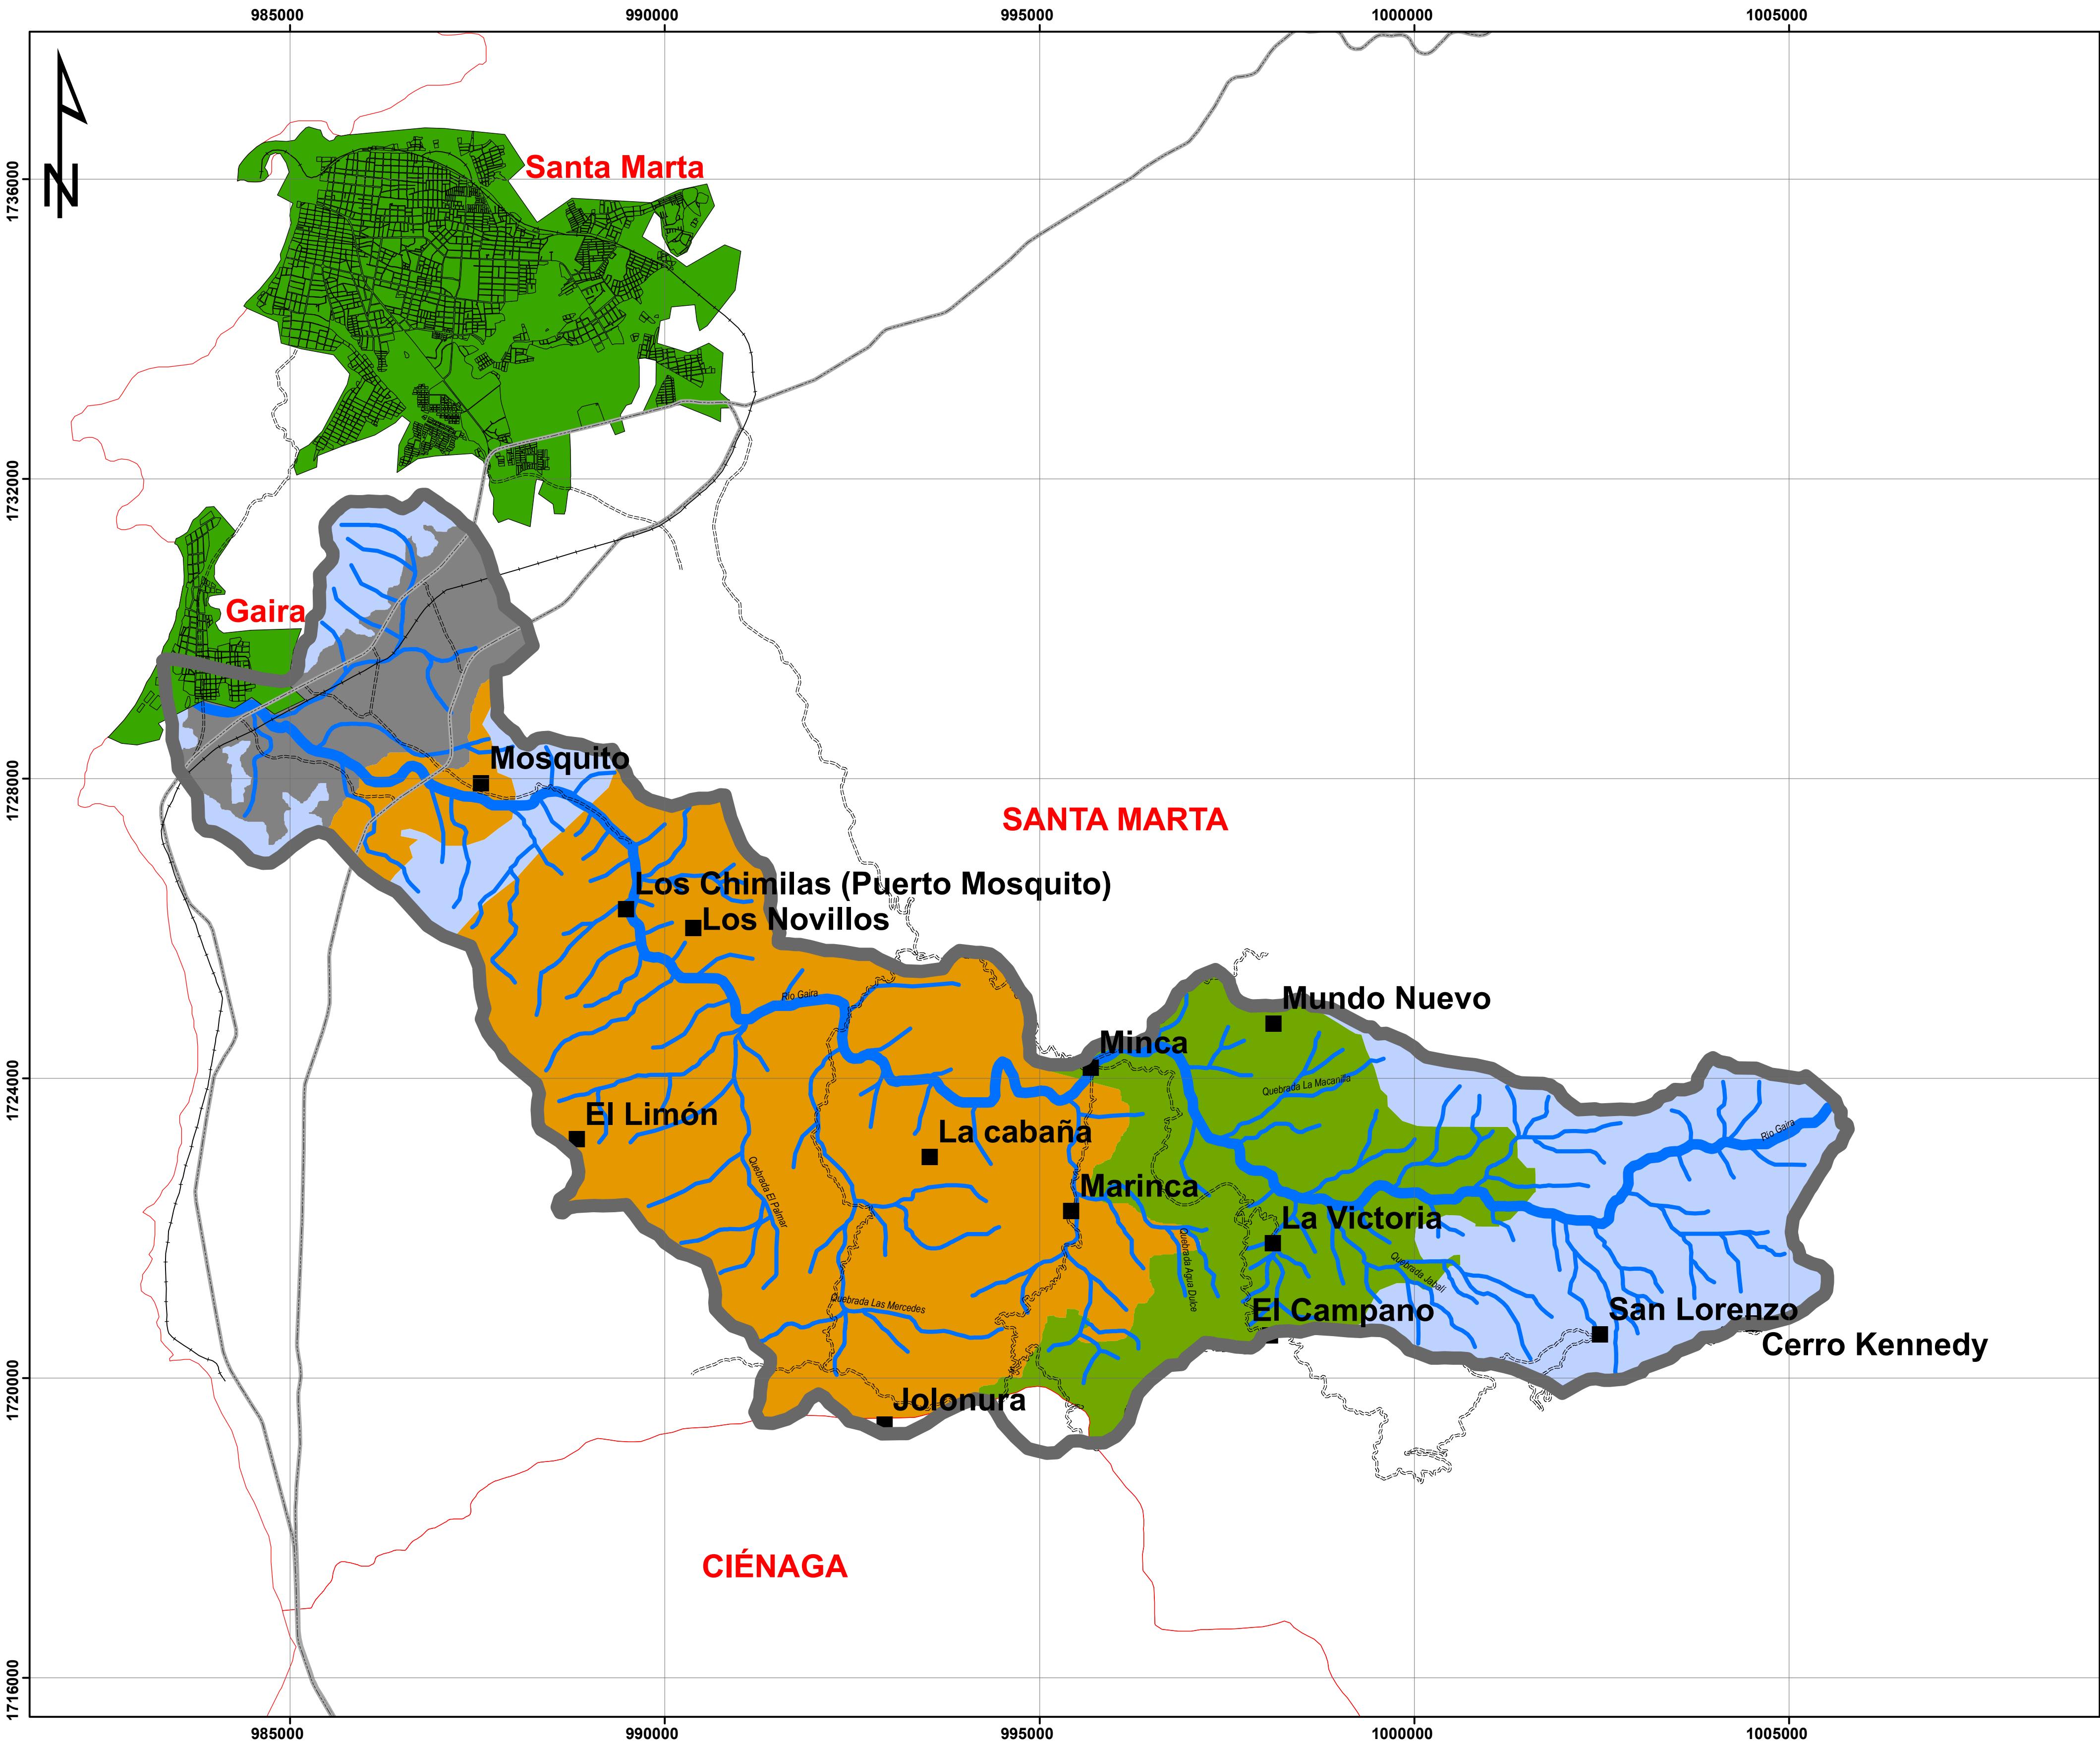 985000
990000
995000
1000000
1005000
1736000
N
Santa Marta
1732000
Gaira
1728000
Mosquito
SANTA MARTA
Los Chimilas (Puerto Mosquito)
Los Novillos
Rio Gaira
Mundo Nuevo
Minca
1724000
Quebrada La Macanilla
El Limón
La cabaña
Rio Gaira
Quebrada El Palmar
Marinca
La Victoria
Quebrada Agua Dulce
Quebrada Jabalí
Quebrada Las Mercedes
El Campano
San Lorenzo
Cerro Kennedy
1720000
Jolonura
CIÉNAGA
1716000
985000
990000
995000
1000000
1005000